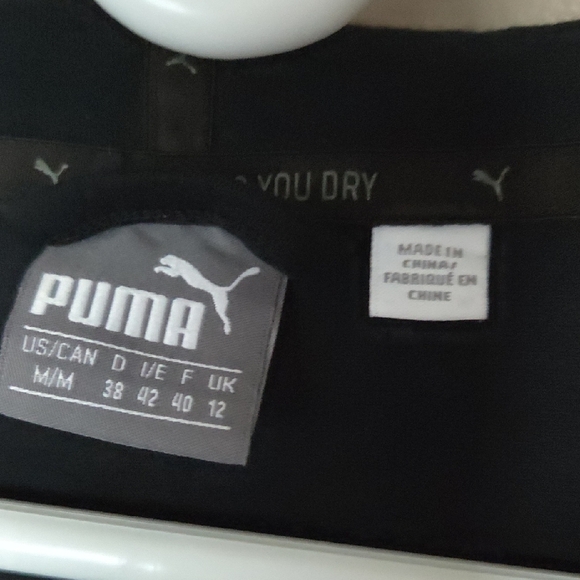 YOU DRY
PUMA
US/CAN D I/E F UK
M/M 38 42 40 12
MADE IN
CHINA/
FABRIQUÉ EN
CHINE